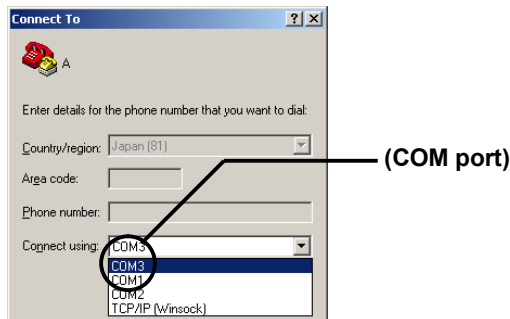 Connect To
A
Enter details for the phone number that you want to dial:
Country/region: Japan (81)
(COM port)
Area code:
Phone number:
Connect using: COM3
COM3
COM1
COM2
TCP/IP (Winsock)